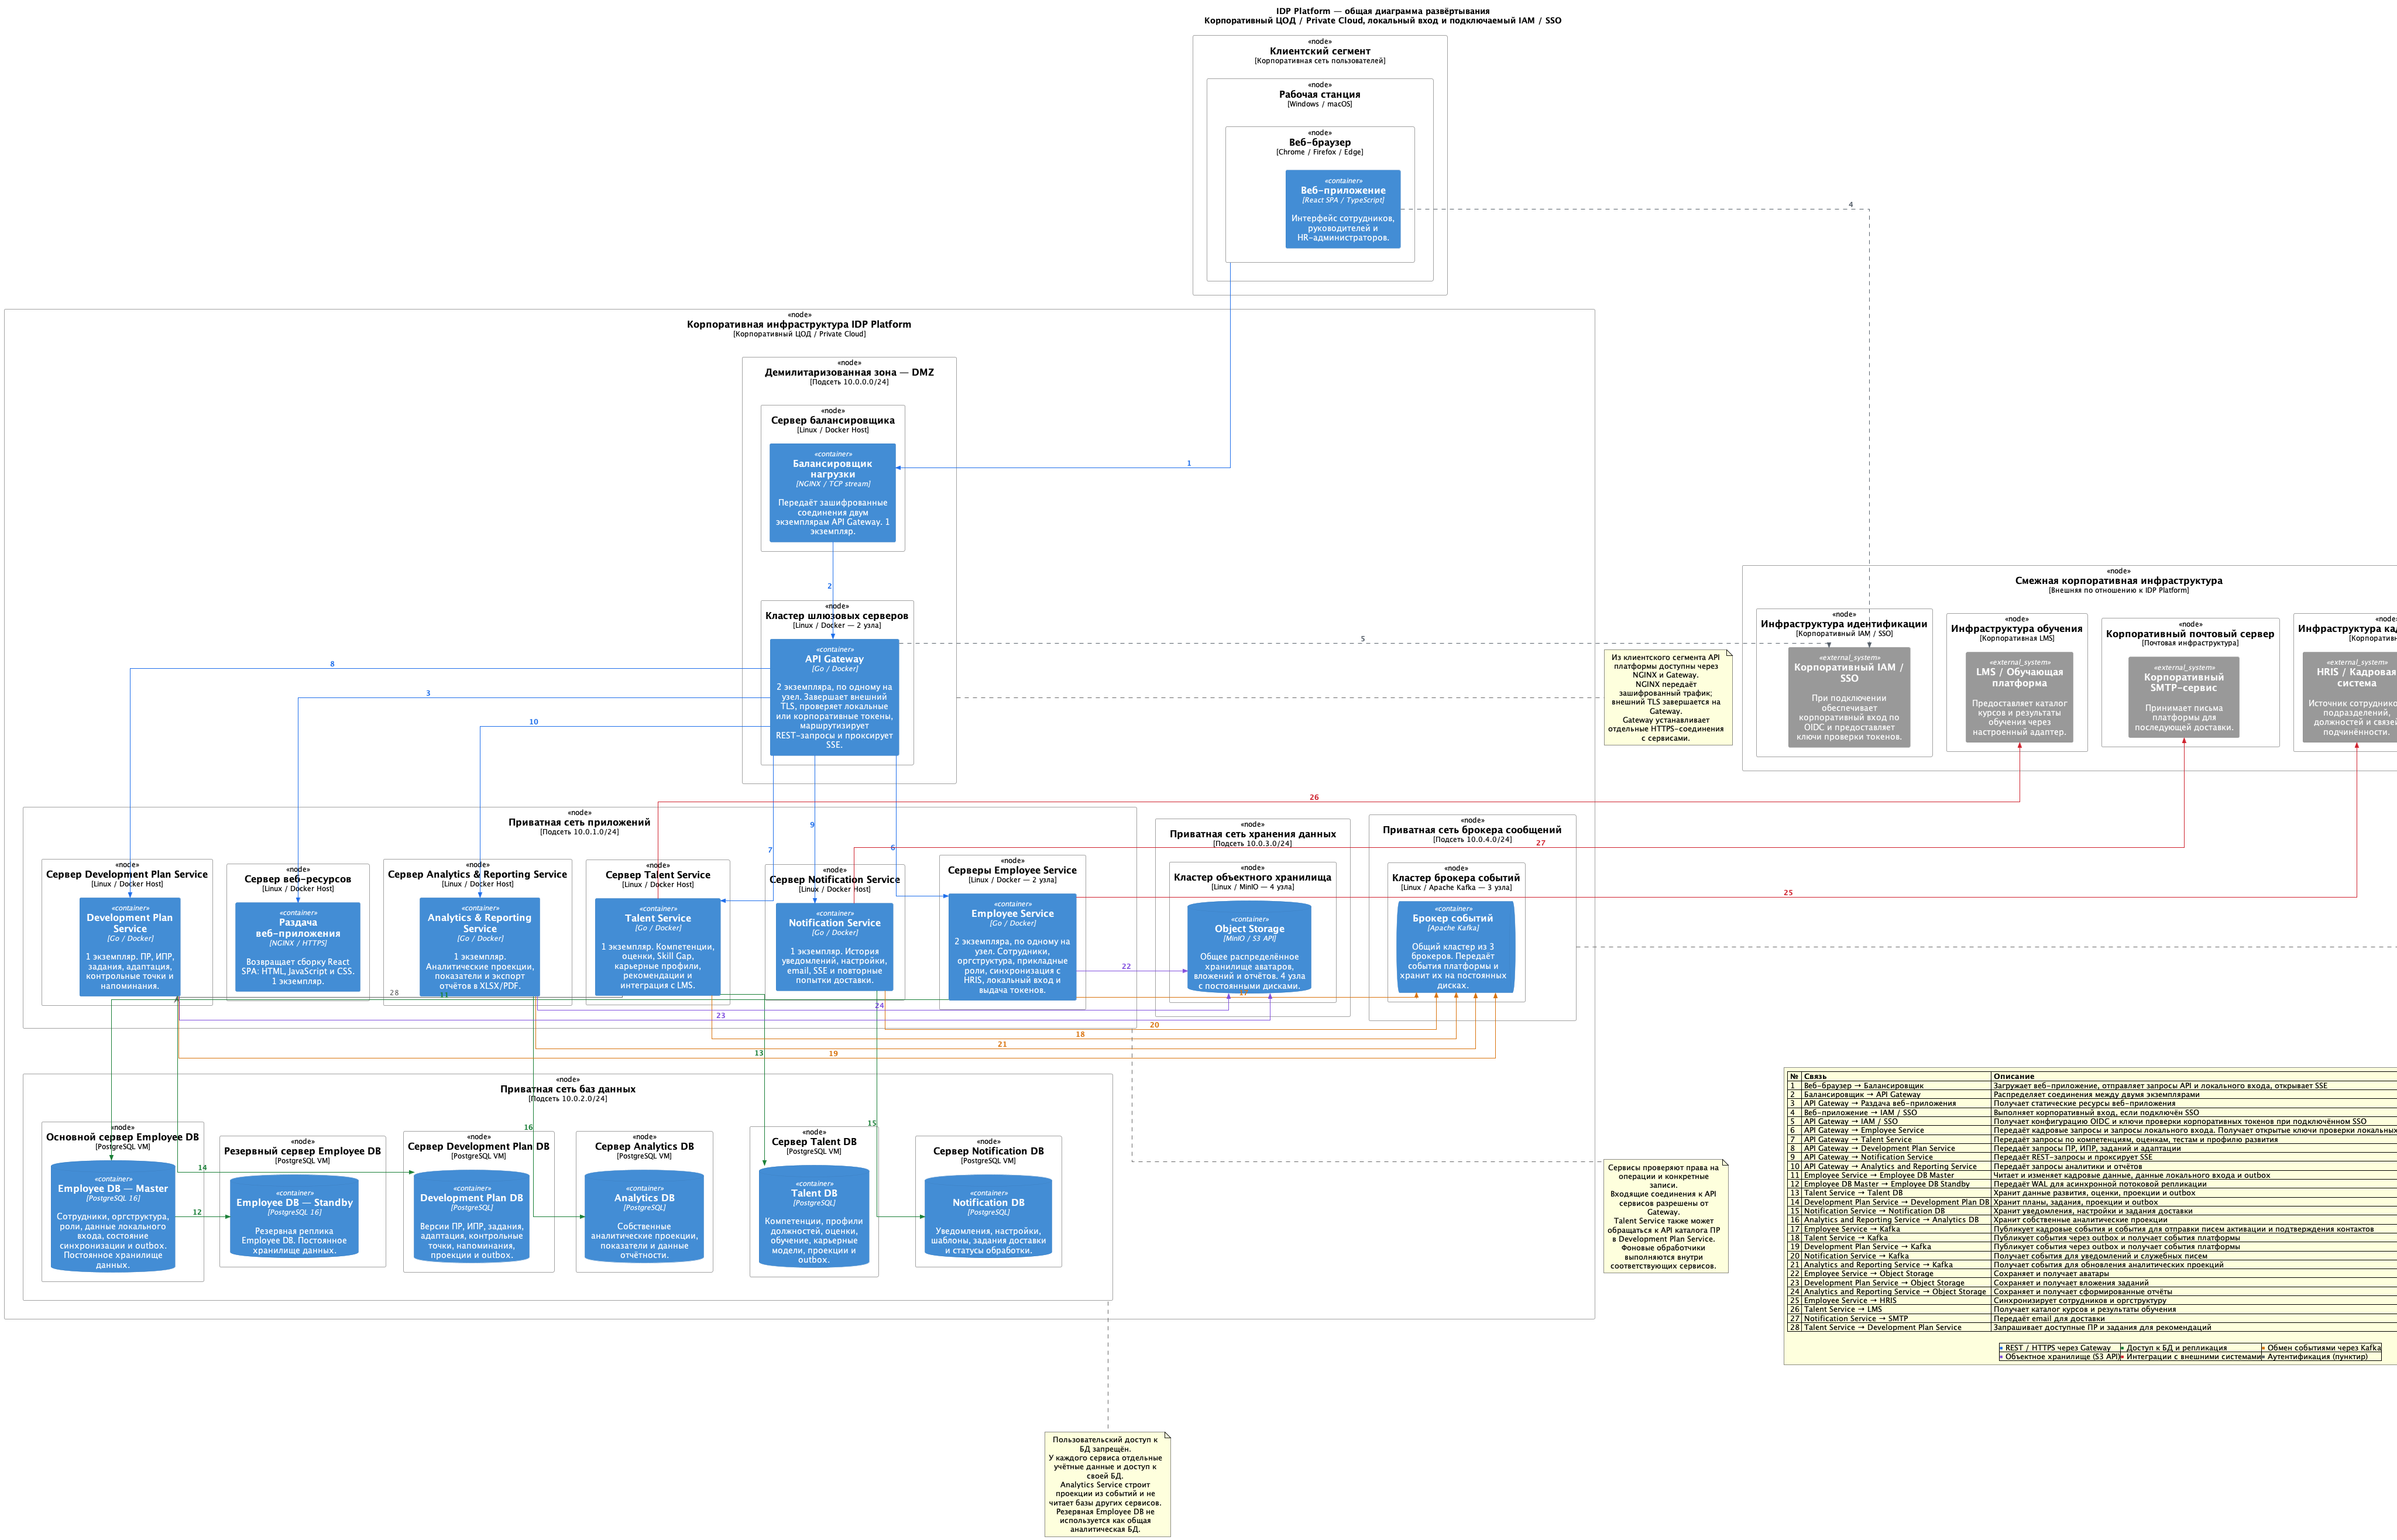 IDP Platform — общая диаграмма развёртывания
Корпоративный ЦОД / Private Cloud, локальный вход и подключаемый IAM / SSO
«node»
Клиентский сегмент
[Корпоративная сеть пользователей]
«node»
Рабочая станция
[Windows / macOS]
«node»
Веб-браузер
[Chrome / Firefox / Edge]
«container»
Веб-приложение
[React SPA / TypeScript]
Интерфейс сотрудников,
руководителей и
HR-администраторов.
4
«node»
Корпоративная инфраструктура IDP Platform
[Корпоративный ЦОД / Private Cloud]
«node»
Демилитаризованная зона — DMZ
[Подсеть 10.0.0.0/24]
«node»
Сервер балансировщика
[Linux / Docker Host]
«container»
Балансировщик
нагрузки
[NGINX / TCP stream]
Передаёт зашифрованные
соединения двум
экземплярам API Gateway. 1
экземпляр.
1
2
«node»
Кластер шлюзовых серверов
[Linux / Docker — 2 узла]
«container»
API Gateway
[Go / Docker]
2 экземпляра, по одному на
узел. Завершает внешний
TLS, проверяет локальные
или корпоративные токены,
маршрутизирует
REST-запросы и проксирует
SSE.
5
8
3
10
Из клиентского сегмента API
платформы доступны через
NGINX и Gateway.
NGINX передаёт
зашифрованный трафик;
внешний TLS завершается на
Gateway.
Gateway устанавливает
отдельные HTTPS-соединения
с сервисами.
«node»
Смежная корпоративная инфраструктура
[Внешняя по отношению к IDP Platform]
«node»
Инфраструктура идентификации
[Корпоративный IAM / SSO]
«external_system»
Корпоративный IAM /
SSO
При подключении
обеспечивает
корпоративный вход по
OIDC и предоставляет
ключи проверки токенов.
«node»
Инфраструктура обучения
[Корпоративная LMS]
«external_system»
LMS / Обучающая
платформа
Предоставляет каталог
курсов и результаты
обучения через
настроенный адаптер.
«node»
Корпоративный почтовый сервер
[Почтовая инфраструктура]
«external_system»
Корпоративный
SMTP-сервис
Принимает письма
платформы для
последующей доставки.
«node»
Инфраструктура
«external_system»
HRIS / Кадровая
система
Источник
подразделений,
должностей и
подчинённости.
26
27
25
7
9
6
«node»
Приватная сеть приложений
[Подсеть 10.0.1.0/24]
«node»
Сервер Development Plan Service
[Linux / Docker Host]
«container»
Development Plan
Service
[Go / Docker]
1 экземпляр. ПР, ИПР,
задания, адаптация,
контрольные точки и
напоминания.
«node»
Сервер веб-ресурсов
[Linux / Docker Host]
«container»
Раздача
веб-приложения
[NGINX / HTTPS]
Возвращает сборку React
SPA: HTML, JavaScript и CSS.
1 экземпляр.
«node»
Сервер Analytics & Reporting Service
[Linux / Docker Host]
«container»
Analytics & Reporting
Service
[Go / Docker]
1 экземпляр.
Аналитические проекции,
показатели и экспорт
отчётов в XLSX/PDF.
«node»
Сервер Talent Service
[Linux / Docker Host]
«container»
Talent Service
[Go / Docker]
1 экземпляр. Компетенции,
оценки, Skill Gap,
карьерные профили,
рекомендации и
интеграция с LMS.
«node»
Сервер Notification Service
[Linux / Docker Host]
«container»
Notification Service
[Go / Docker]
1 экземпляр. История
уведомлений, настройки,
email, SSE и повторные
попытки доставки.
«node»
Серверы Employee Service
[Linux / Docker — 2 узла]
«container»
Employee Service
[Go / Docker]
2 экземпляра, по одному на
узел. Сотрудники,
оргструктура, прикладные
роли, синхронизация с
HRIS, локальный вход и
выдача токенов.
«node»
Приватная сеть хранения данных
[Подсеть 10.0.3.0/24]
«node»
Кластер объектного хранилища
[Linux / MinIO — 4 узла]
«container»
Object Storage
[MinIO / S3 API]
Общее распределённое
хранилище аватаров,
вложений и отчётов. 4 узла
с постоянными дисками.
«node»
Приватная сеть брокера сообщений
[Подсеть 10.0.4.0/24]
«node»
Кластер брокера событий
[Linux / Apache Kafka — 3 узла]
«container»
Брокер событий
[Apache Kafka]
Общий кластер из 3
брокеров. Передаёт
события платформы и
хранит их на постоянных
дисках.
22
28
11
17
24
23
20
18
21
19
13
«node»
Приватная сеть баз данных
[Подсеть 10.0.2.0/24]
16
15
14
12
«node»
Основной сервер Employee DB
[PostgreSQL VM]
«container»
Employee DB — Master
[PostgreSQL 16]
Сотрудники, оргструктура,
роли, данные локального
входа, состояние
синхронизации и outbox.
Постоянное хранилище
данных.
«node»
Резервный сервер Employee DB
[PostgreSQL VM]
«container»
Employee DB — Standby
[PostgreSQL 16]
Резервная реплика
Employee DB. Постоянное
хранилище данных.
«node»
Сервер Development Plan DB
[PostgreSQL VM]
«container»
Development Plan DB
[PostgreSQL]
Версии ПР, ИПР, задания,
адаптация, контрольные
точки, напоминания,
проекции и outbox.
«node»
Сервер Analytics DB
[PostgreSQL VM]
«container»
Analytics DB
[PostgreSQL]
Собственные
аналитические проекции,
показатели и данные
отчётности.
«node»
Сервер Talent DB
[PostgreSQL VM]
«container»
Talent DB
[PostgreSQL]
Компетенции, профили
должностей, оценки,
обучение, карьерные
модели, проекции и
outbox.
«node»
Сервер Notification DB
[PostgreSQL VM]
«container»
Notification DB
[PostgreSQL]
Уведомления, настройки,
шаблоны, задания доставки
и статусы обработки.
Сервисы проверяют права на
операции и конкретные
записи.
Входящие соединения к API
сервисов разрешены от
Gateway.
Talent Service также может
обращаться к API каталога ПР
в Development Plan Service.
Фоновые обработчики
выполняются внутри
соответствующих сервисов.
№ Связь Описание
1 Веб-браузер → Балансировщик Загружает веб-приложение, отправляет запросы API и локального входа, открывает SSE
2 Балансировщик → API Gateway Распределяет соединения между двумя экземплярами
3 API Gateway → Раздача веб-приложения Получает статические ресурсы веб-приложения
4 Веб-приложение → IAM / SSO Выполняет корпоративный вход, если подключён SSO
5 API Gateway → IAM / SSO Получает конфигурацию OIDC и ключи проверки корпоративных токенов при подключённом SSO
6 API Gateway → Employee Service Передаёт кадровые запросы и запросы локального входа. Получает открытые ключи проверки локальных
7 API Gateway → Talent Service Передаёт запросы по компетенциям, оценкам, тестам и профилю развития
8 API Gateway → Development Plan Service Передаёт запросы ПР, ИПР, заданий и адаптации
9 API Gateway → Notification Service Передаёт REST-запросы и проксирует SSE
10 API Gateway → Analytics and Reporting Service Передаёт запросы аналитики и отчётов
11 Employee Service → Employee DB Master Читает и изменяет кадровые данные, данные локального входа и outbox
12 Employee DB Master → Employee DB Standby Передаёт WAL для асинхронной потоковой репликации
13 Talent Service → Talent DB Хранит данные развития, оценки, проекции и outbox
14 Development Plan Service → Development Plan DB Хранит планы, задания, проекции и outbox
15 Notification Service → Notification DB Хранит уведомления, настройки и задания доставки
16 Analytics and Reporting Service → Analytics DB Хранит собственные аналитические проекции
17 Employee Service → Kafka Публикует кадровые события и события для отправки писем активации и подтверждения контактов
18 Talent Service → Kafka Публикует события через outbox и получает события платформы
19 Development Plan Service → Kafka Публикует события через outbox и получает события платформы
20 Notification Service → Kafka Получает события для уведомлений и служебных писем
21 Analytics and Reporting Service → Kafka Получает события для обновления аналитических проекций
22 Employee Service → Object Storage Сохраняет и получает аватары
23 Development Plan Service → Object Storage Сохраняет и получает вложения заданий
24 Analytics and Reporting Service → Object Storage Сохраняет и получает сформированные отчёты
25 Employee Service → HRIS Синхронизирует сотрудников и оргструктуру
26 Talent Service → LMS Получает каталог курсов и результаты обучения
27 Notification Service → SMTP Передаёт email для доставки
28 Talent Service → Development Plan Service Запрашивает доступные ПР и задания для рекомендаций
REST / HTTPS через Gateway Доступ к БД и репликация Обмен событиями через Kafka
Объектное хранилище (S3 API) Интеграции с внешними системами Аутентификация (пунктир)
Пользовательский доступ к
БД запрещён.
У каждого сервиса отдельные
учётные данные и доступ к
своей БД.
Analytics Service строит
проекции из событий и не
читает базы других сервисов.
Резервная Employee DB не
используется как общая
аналитическая БД.